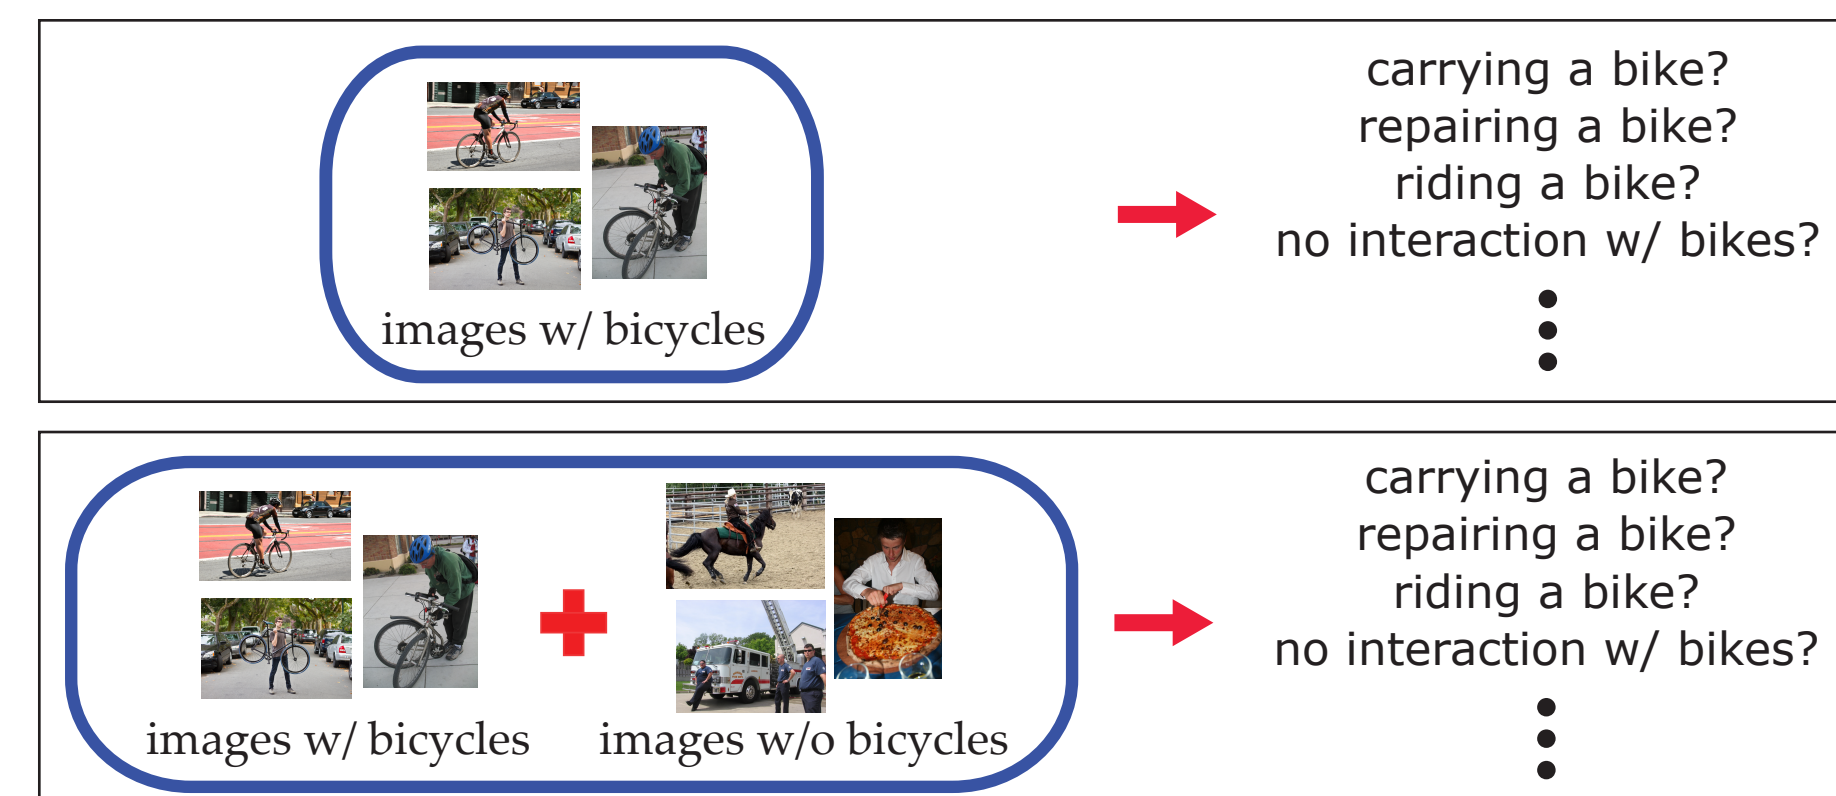 carrying a bike?
repairing a bike?
riding a bike?
no interaction w/ bikes?
images w/ bicycles
carrying a bike?
repairing a bike?
riding a bike?
no interaction w/ bikes?
images w/ bicycles
images w/o bicycles